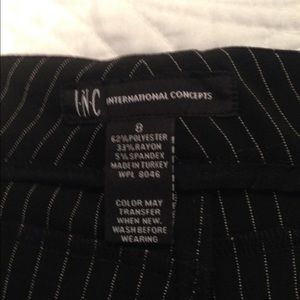 I·N·C INTERNATIONAL CONCEPTS
8
62% POLYESTER
33% RAYON
5% SPANDEX
MADE IN TURKEY
WPL 8046
COLOR MAY
TRANSFER
WHEN NEW.
WASH BEFORE
WEARING